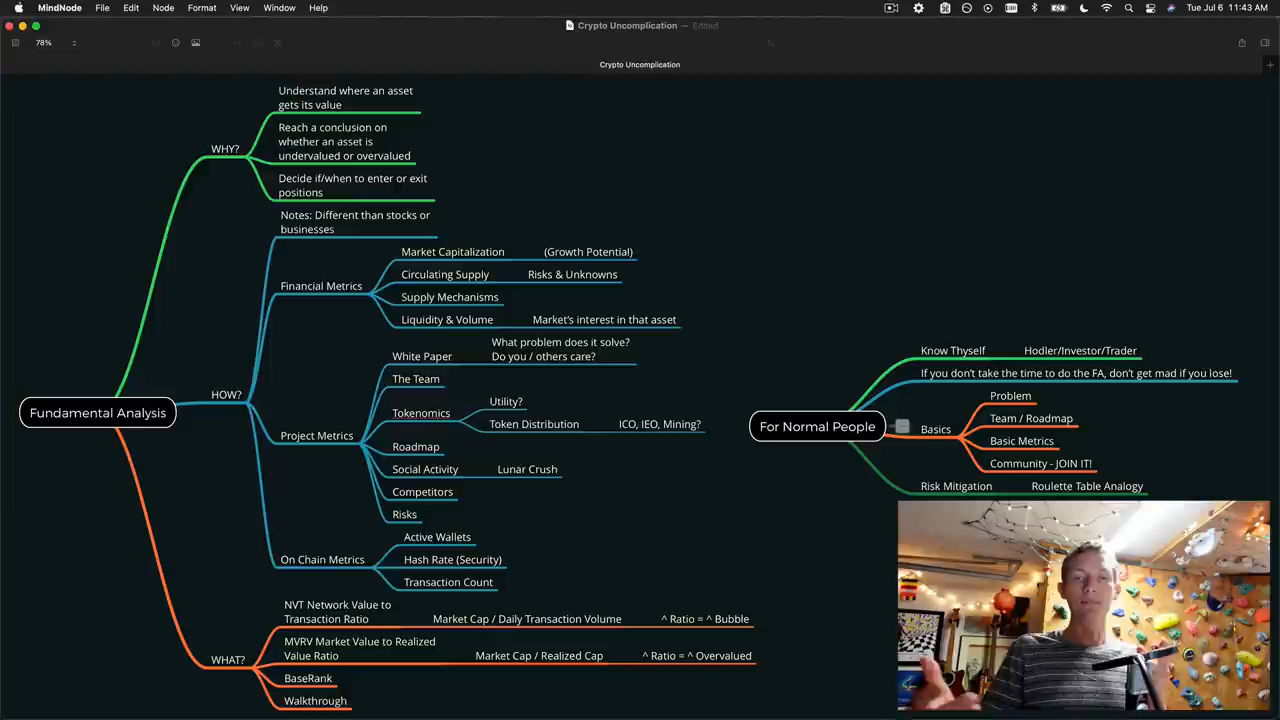 MindNode File Edit Node Format View Window Help
Tue Jul 6 11:43 AM
Crypto Uncomplication — Edited
78%
Crypto Uncomplication
Fundamental Analysis
WHY?
Understand where an asset
gets its value
Reach a conclusion on
whether an asset is
undervalued or overvalued
Decide if/when to enter or exit
positions
HOW?
Notes: Different than stocks or
businesses
Financial Metrics
Market Capitalization (Growth Potential)
Circulating Supply Risks & Unknowns
Supply Mechanisms
Liquidity & Volume Market's interest in that asset
Project Metrics
White Paper
What problem does it solve?
Do you / others care?
The Team
Tokenomics
Utility?
Token Distribution ICO, IEO, Mining?
Roadmap
Social Activity Lunar Crush
Competitors
Risks
On Chain Metrics
Active Wallets
Hash Rate (Security)
Transaction Count
WHAT?
NVT Network Value to
Transaction Ratio
Market Cap / Daily Transaction Volume ^ Ratio = ^ Bubble
MVRV Market Value to Realized
Value Ratio
Market Cap / Realized Cap ^ Ratio = ^ Overvalued
BaseRank
Walkthrough
For Normal People
Know Thyself Hodler/Investor/Trader
If you don't take the time to do the FA, don't get mad if you lose!
Basics
Problem
Team / Roadmap
Basic Metrics
Community - JOIN IT!
Risk Mitigation Roulette Table Analogy